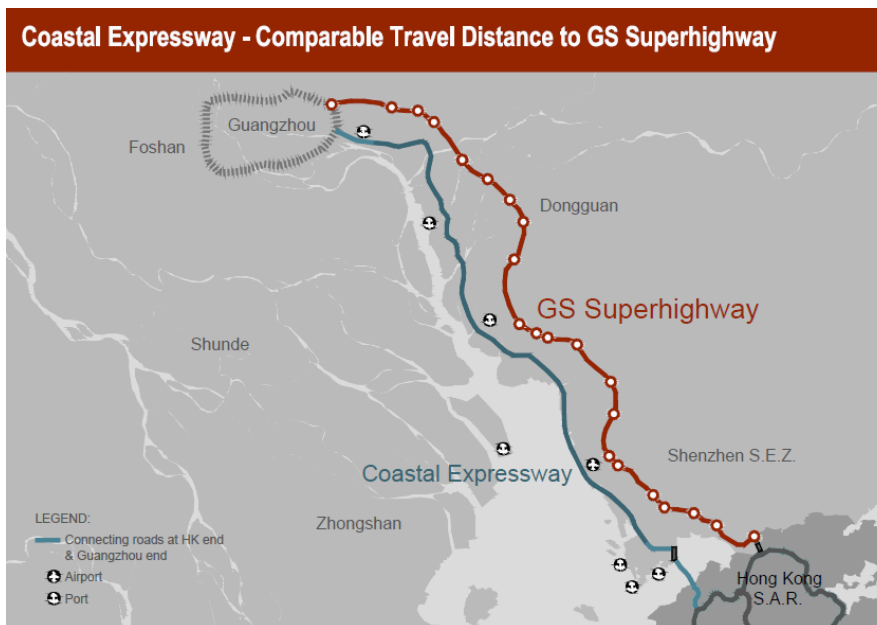 Coastal Expressway - Comparable Travel Distance to GS Superhighway
Guangzhou
Foshan
Dongguan
GS Superhighway
Shunde
Shenzhen S.E.Z.
Coastal Expressway
Zhongshan
LEGEND:
Connecting roads at HK end
& Guangzhou end
Airport
Port
Hong Kong
S.A.R.